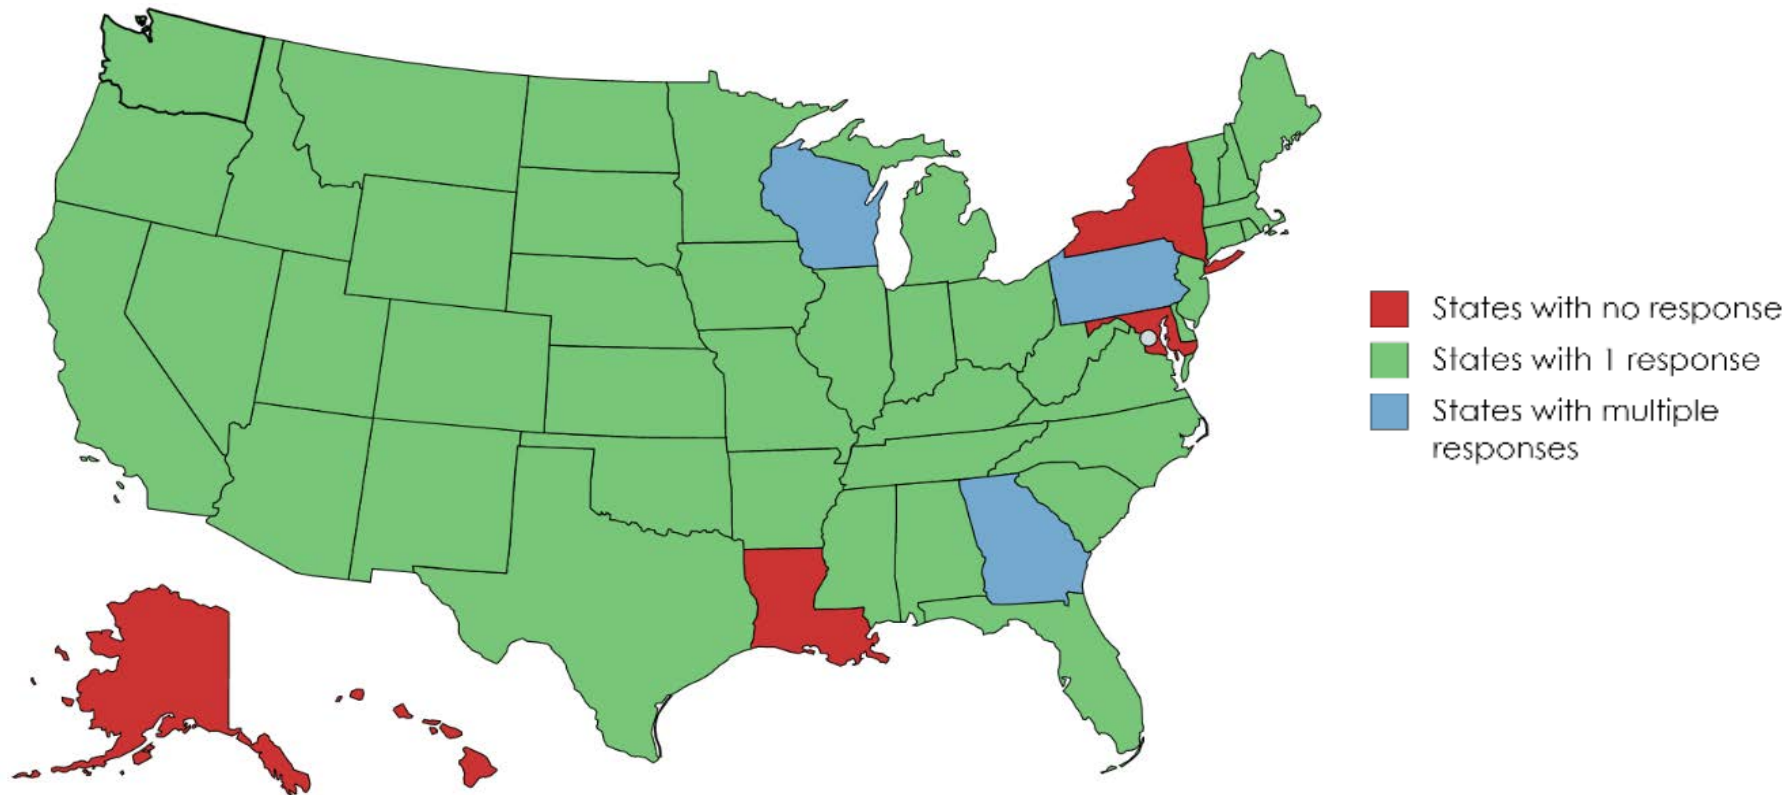 States with no response
States with 1 response
States with multiple
responses